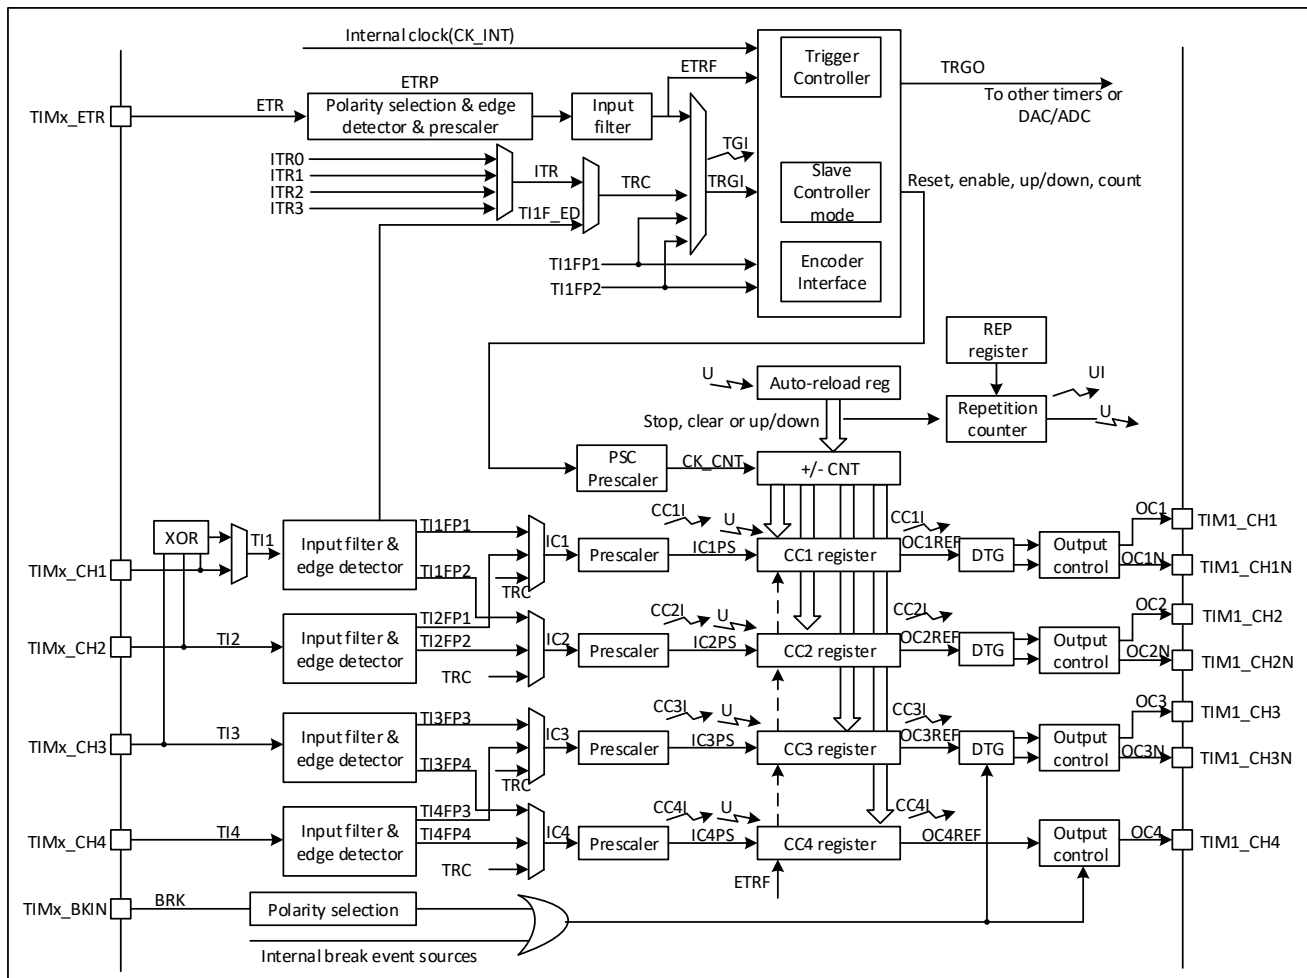 Internal clock(CK_INT)
Trigger
Controller
TRGO
To other timers or
DAC/ADC
ETRF
ETRP
TIMx_ETR
ETR
Polarity selection & edge
detector & prescaler
Input
filter
TGI
ITR0
ITR1
ITR2
ITR3
ITR
TI1F_ED
TRC
TRGI
Slave
Controller
mode
Reset, enable, up/down, count
TI1FP1
TI1FP2
Encoder
Interface
REP
register
U
Auto-reload reg
UI
Stop, clear or up/down
Repetition
counter
U
PSC
Prescaler
CK_CNT
+/- CNT
XOR
TI1
TIMx_CH1
Input filter &
edge detector
TI1FP1
TI1FP2
TRC
IC1
Prescaler
CC1I
U
IC1PS
CC1 register
CC1I
OC1REF
DTG
Output
control
OC1
OC1N
TIM1_CH1
TIM1_CH1N
TIMx_CH2
TI2
Input filter &
edge detector
TI2FP1
TI2FP2
TRC
IC2
Prescaler
CC2I
U
IC2PS
CC2 register
CC2I
OC2REF
DTG
Output
control
OC2
OC2N
TIM1_CH2
TIM1_CH2N
TIMx_CH3
TI3
Input filter &
edge detector
TI3FP3
TI3FP4
TRC
IC3
Prescaler
CC3I
U
IC3PS
CC3 register
CC3I
OC3REF
DTG
Output
control
OC3
OC3N
TIM1_CH3
TIM1_CH3N
TIMx_CH4
TI4
Input filter &
edge detector
TI4FP3
TI4FP4
TRC
IC4
Prescaler
CC4I
U
IC4PS
CC4 register
CC4I
OC4REF
Output
control
OC4
TIM1_CH4
ETRF
TIMx_BKIN
BRK
Polarity selection
Internal break event sources